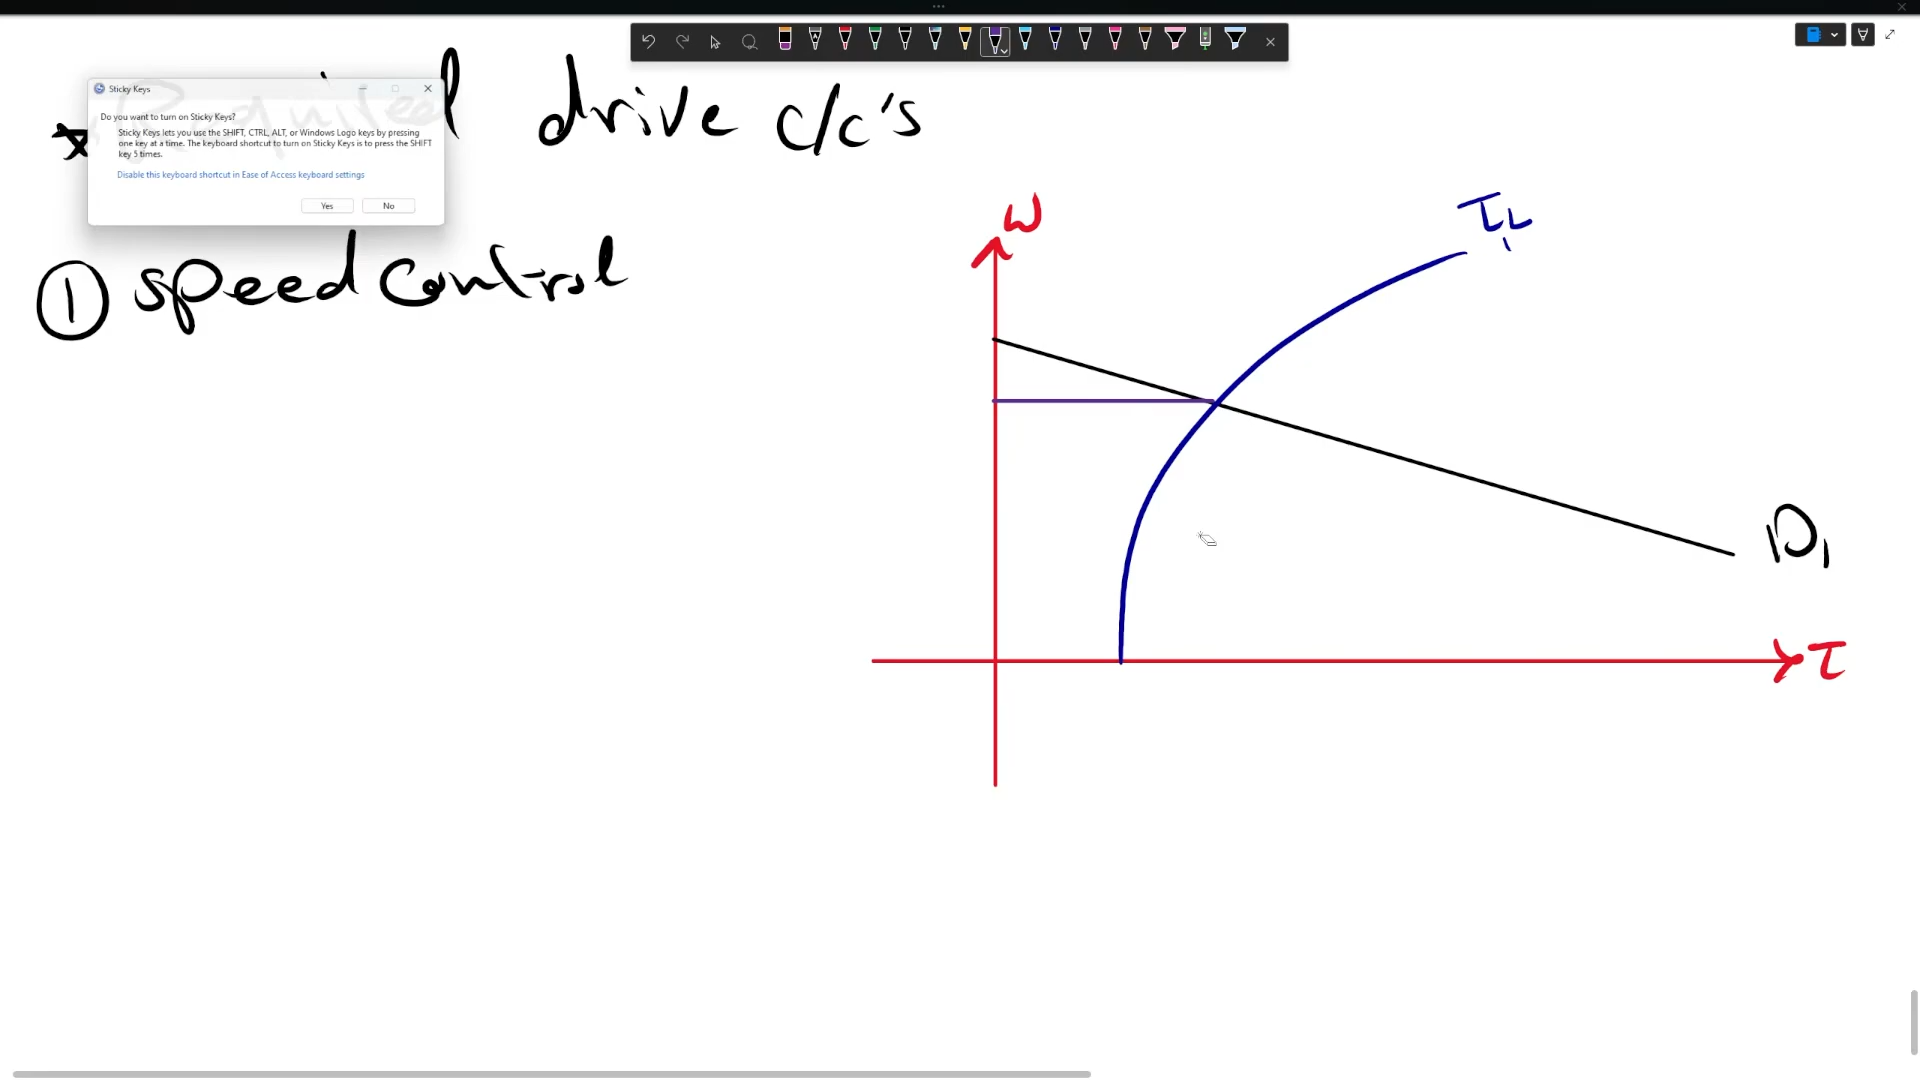 Sticky Keys
Do you want to turn on Sticky Keys?
Sticky Keys lets you use the SHIFT, CTRL, ALT, or Windows Logo keys by pressing
one key at a time. The keyboard shortcut to turn on Sticky Keys is to press the SHIFT
key 5 times.
Disable this keyboard shortcut in Ease of Access keyboard settings
Yes No
* Required drive c/c's
① speed control
ω
τL
D1
τ